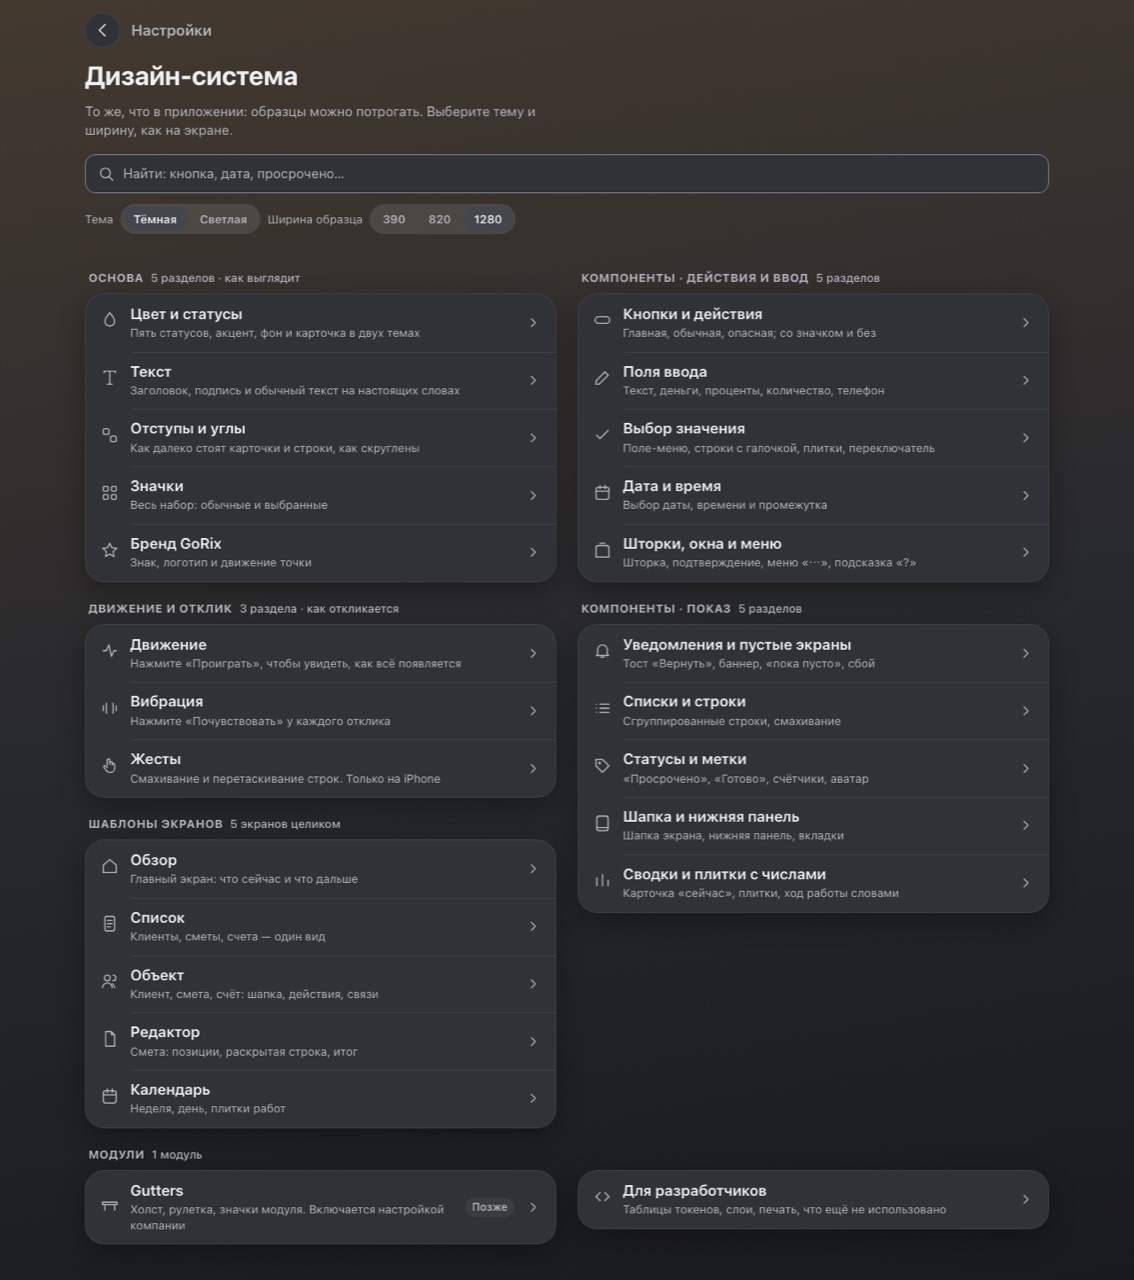 Настройки
Дизайн-система
То же, что в приложении: образцы можно потрогать. Выберите тему и
ширину, как на экране.
Найти: кнопка, дата, просрочено…
Тема Тёмная Светлая Ширина образца 390 820 1280
ОСНОВА 5 разделов · как выглядит
Цвет и статусы
Пять статусов, акцент, фон и карточка в двух темах
Текст
Заголовок, подпись и обычный текст на настоящих словах
Отступы и углы
Как далеко стоят карточки и строки, как скруглены
Значки
Весь набор: обычные и выбранные
Бренд GoRix
Знак, логотип и движение точки
КОМПОНЕНТЫ · ДЕЙСТВИЯ И ВВОД 5 разделов
Кнопки и действия
Главная, обычная, опасная; со значком и без
Поля ввода
Текст, деньги, проценты, количество, телефон
Выбор значения
Поле-меню, строки с галочкой, плитки, переключатель
Дата и время
Выбор даты, времени и промежутка
Шторки, окна и меню
Шторка, подтверждение, меню «···», подсказка «?»
ДВИЖЕНИЕ И ОТКЛИК 3 раздела · как откликается
Движение
Нажмите «Проиграть», чтобы увидеть, как всё появляется
Вибрация
Нажмите «Почувствовать» у каждого отклика
Жесты
Смахивание и перетаскивание строк. Только на iPhone
КОМПОНЕНТЫ · ПОКАЗ 5 разделов
Уведомления и пустые экраны
Тост «Вернуть», баннер, «пока пусто», сбой
Списки и строки
Сгруппированные строки, смахивание
Статусы и метки
«Просрочено», «Готово», счётчики, аватар
Шапка и нижняя панель
Шапка экрана, нижняя панель, вкладки
Сводки и плитки с числами
Карточка «сейчас», плитки, ход работы словами
ШАБЛОНЫ ЭКРАНОВ 5 экранов целиком
Обзор
Главный экран: что сейчас и что дальше
Список
Клиенты, сметы, счета — один вид
Объект
Клиент, смета, счёт: шапка, действия, связи
Редактор
Смета: позиции, раскрытая строка, итог
Календарь
Неделя, день, плитки работ
МОДУЛИ 1 модуль
Gutters
Холст, рулетка, значки модуля. Включается настройкой
компании
Позже
Для разработчиков
Таблицы токенов, слои, печать, что ещё не использовано